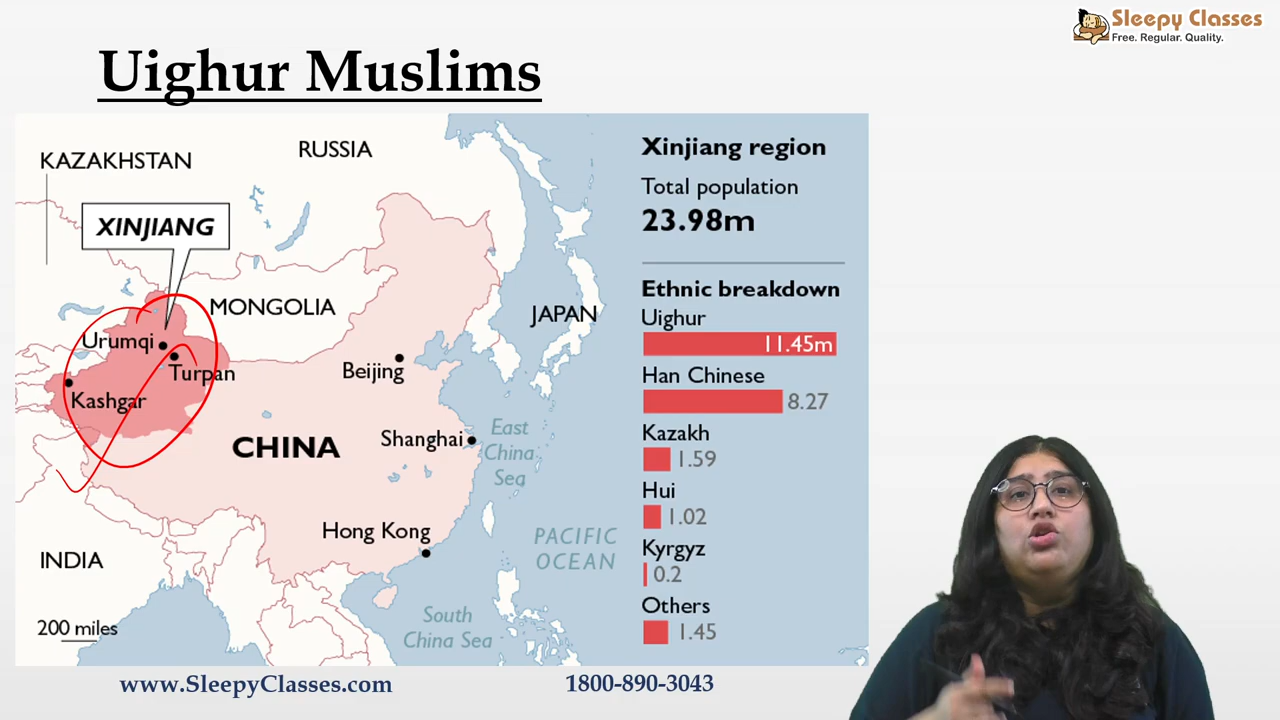 Sleepy Classes
Free. Regular. Quality.
Uighur Muslims
KAZAKHSTAN
RUSSIA
XINJIANG
MONGOLIA
JAPAN
Urumqi
Turpan
Kashgar
Beijing
CHINA
Shanghai
East
China
Sea
Hong Kong
PACIFIC
OCEAN
INDIA
South
China Sea
200 miles
Xinjiang region
Total population
23.98m
Ethnic breakdown
Uighur
11.45m
Han Chinese
8.27
Kazakh
1.59
Hui
1.02
Kyrgyz
0.2
Others
1.45
www.SleepyClasses.com
1800-890-3043